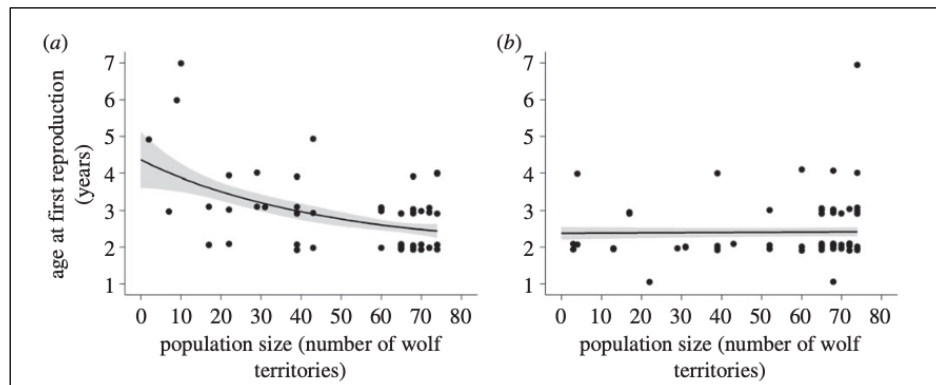 (a)
7
6
5
4
3
2
1
age at first reproduction
(years)
0 10 20 30 40 50 60 70 80
population size (number of wolf
territories)
(b)
7
6
5
4
3
2
1
0 10 20 30 40 50 60 70 80
population size (number of wolf
territories)